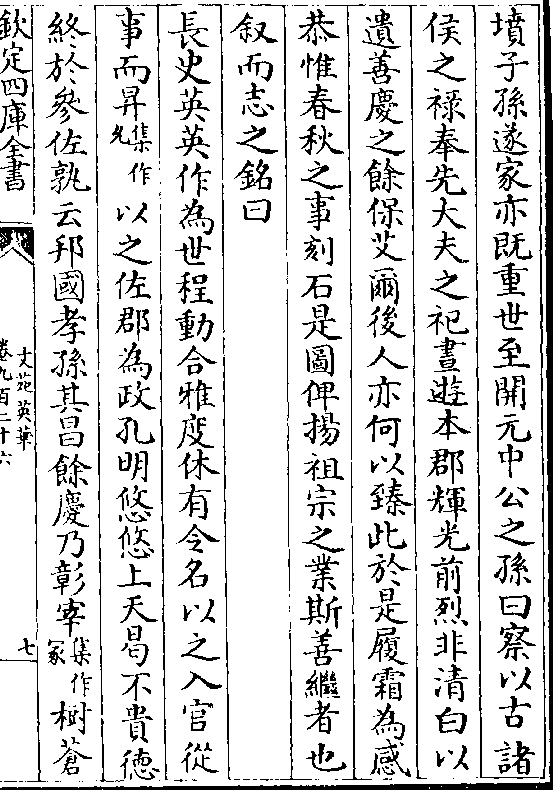 墳子孫遂家亦既重世至開元中公之孫曰察以古諸
侯之祿奉先大夫之祀晝遊本郡輝光前烈非清白以
遺善慶之餘保艾爾後人亦何以臻此於是履霜為感
恭惟春秋之事刻石是圖俾揚祖宗之業斯善繼者也
叙而志之銘曰
長史英英作為世程動合雅度休有令名以之入官從
事而昇集作允以之佐郡為政孔明悠悠上天曷不貴德
終於參佐孰云邦國孝孫其昌餘慶乃彰宰集作冢樹蒼
欽定四庫全書
文苑英華
卷九百二十六
七